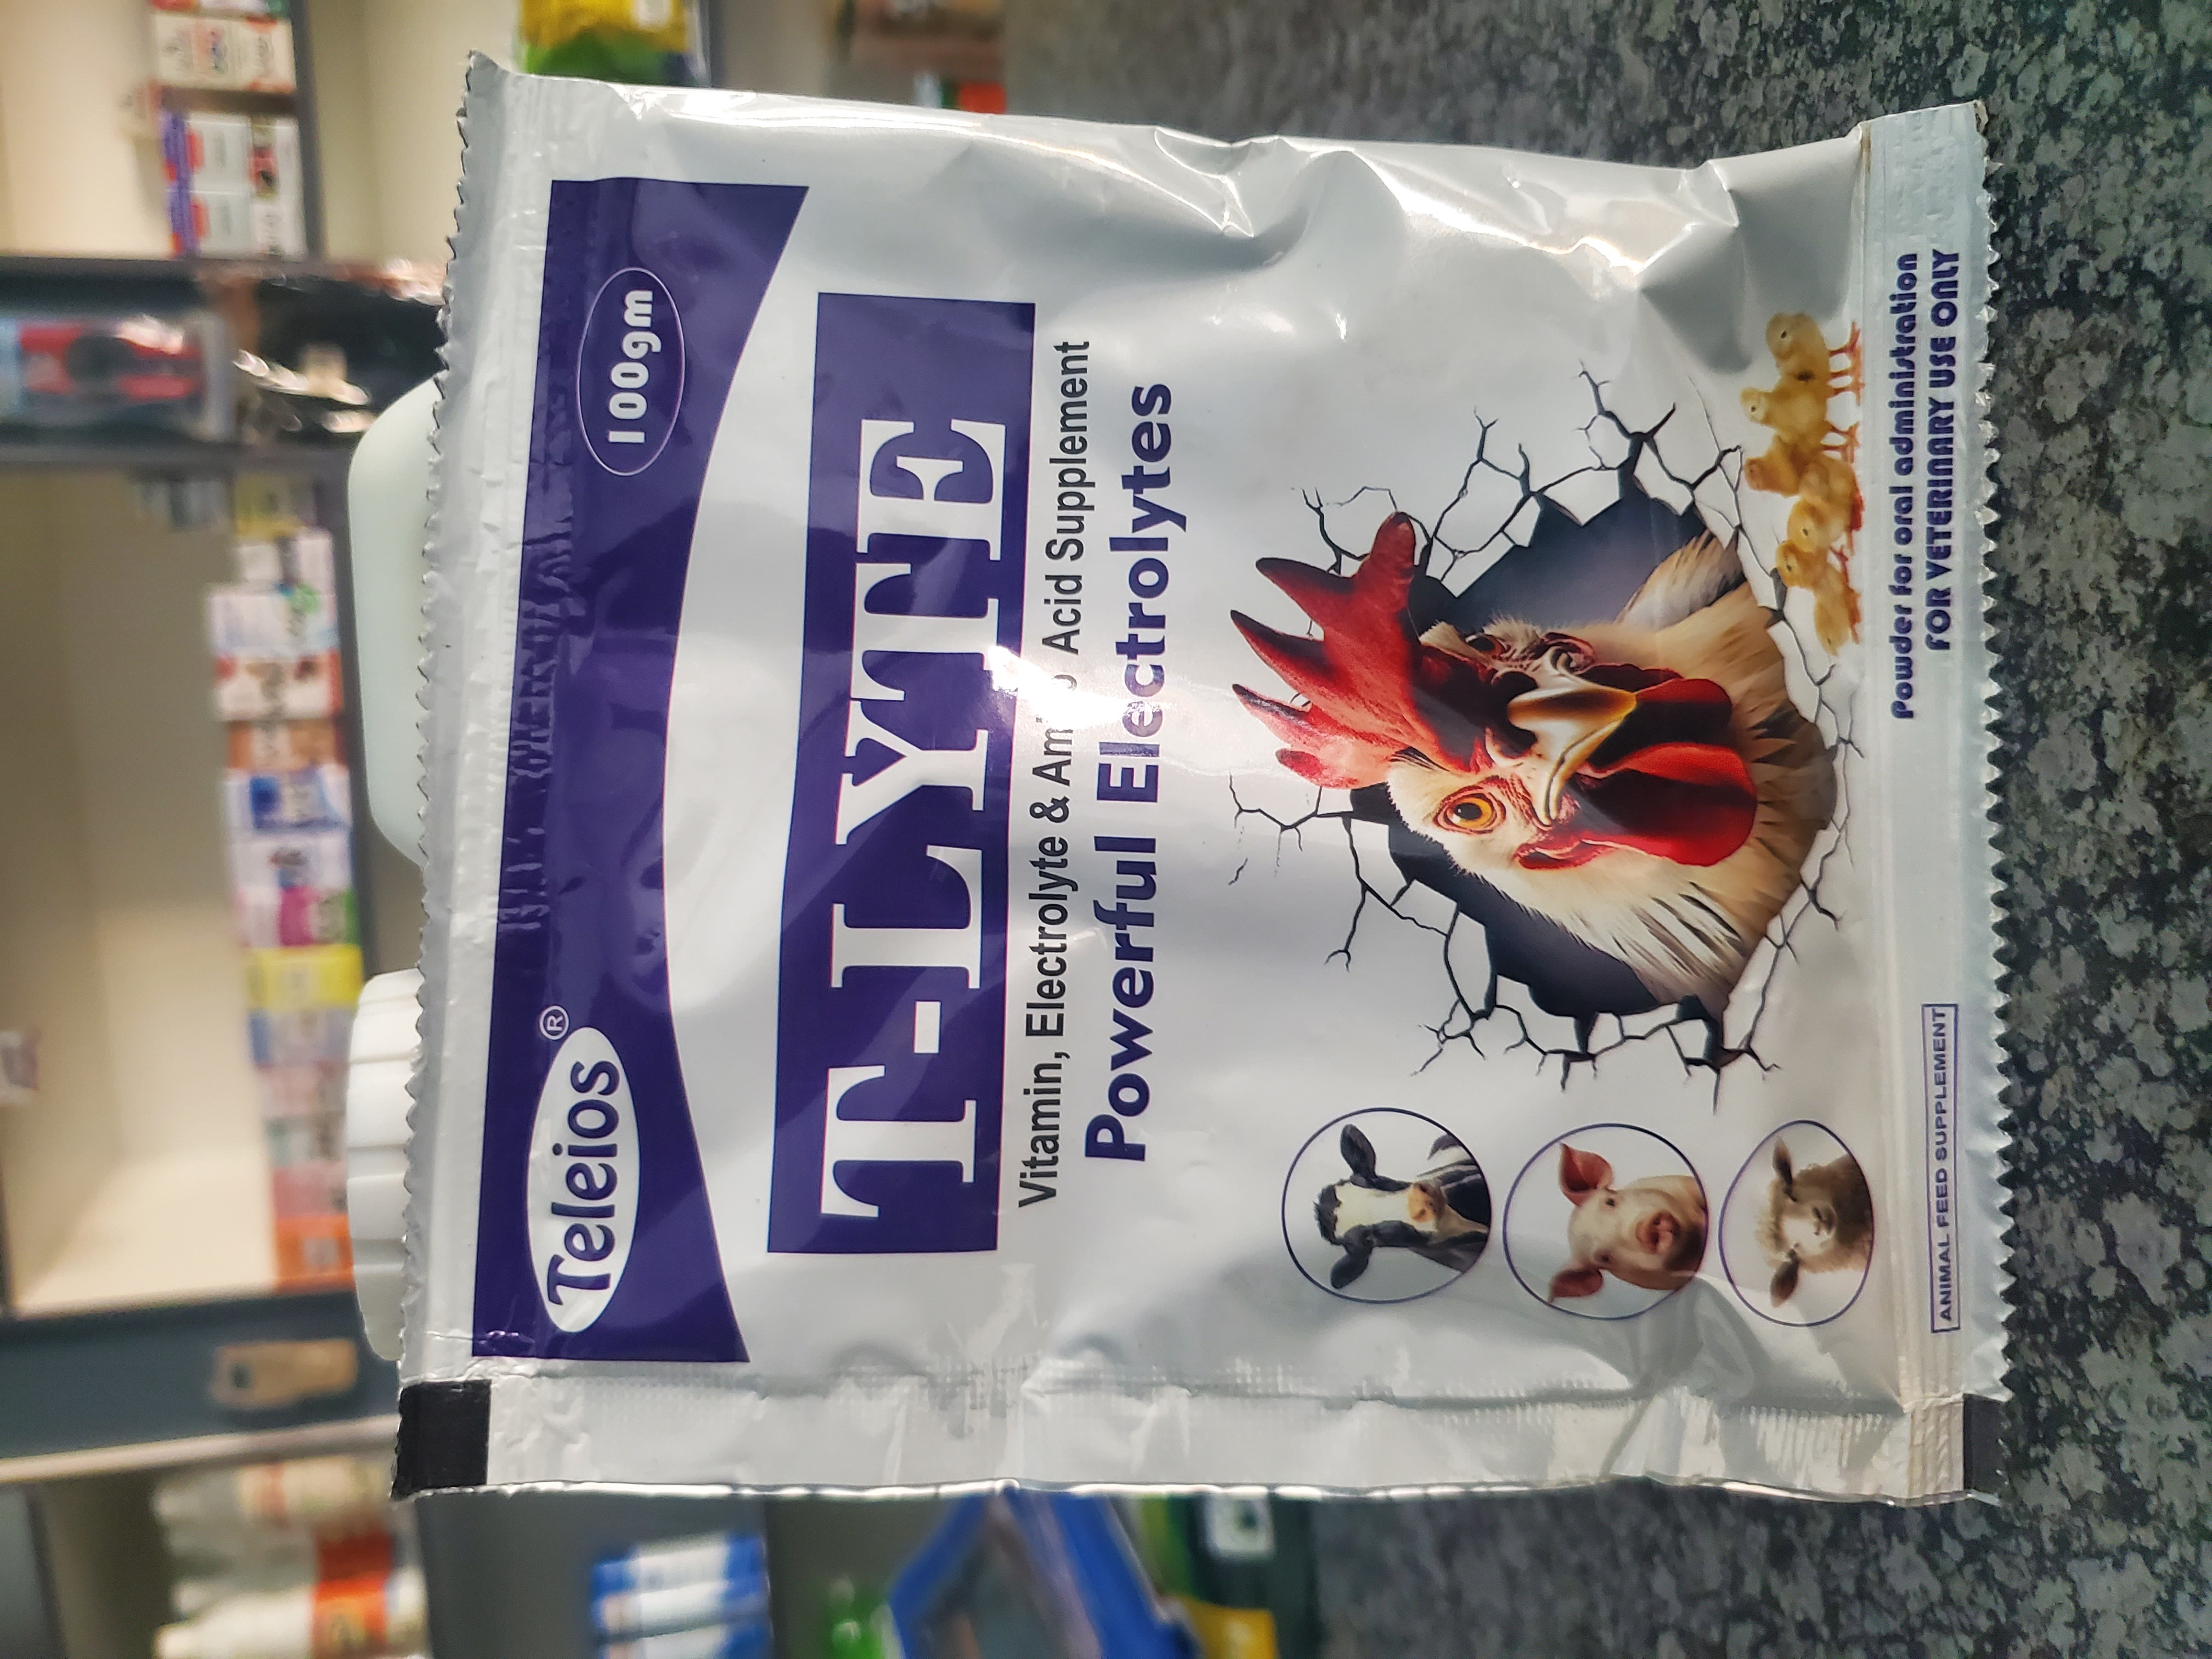 Teleios®
100gm
T-LYTE
Vitamin, Electrolyte & Amino Acid Supplement
Powerful Electrolytes
Powder for oral administration
FOR VETERINARY USE ONLY
ANIMAL FEED SUPPLEMENT